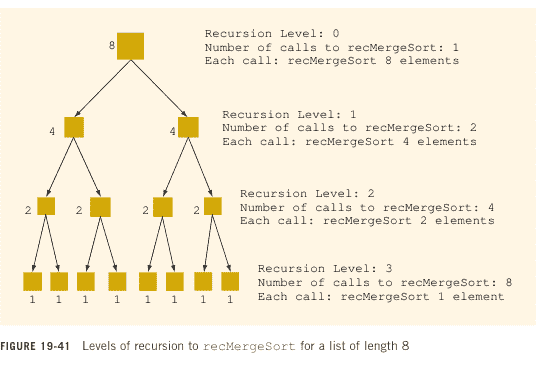 8
Recursion Level: 0
Number of calls to recMergeSort: 1
Each call: recMergeSort 8 elements
4
4
Recursion Level: 1
Number of calls to recMergeSort: 2
Each call: recMergeSort 4 elements
2
2
2
2
Recursion Level: 2
Number of calls to recMergeSort: 4
Each call: recMergeSort 2 elements
1
1
1
1
1
1
1
1
Recursion Level: 3
Number of calls to recMergeSort: 8
Each call: recMergeSort 1 element
FIGURE 19-41 Levels of recursion to recMergeSort for a list of length 8